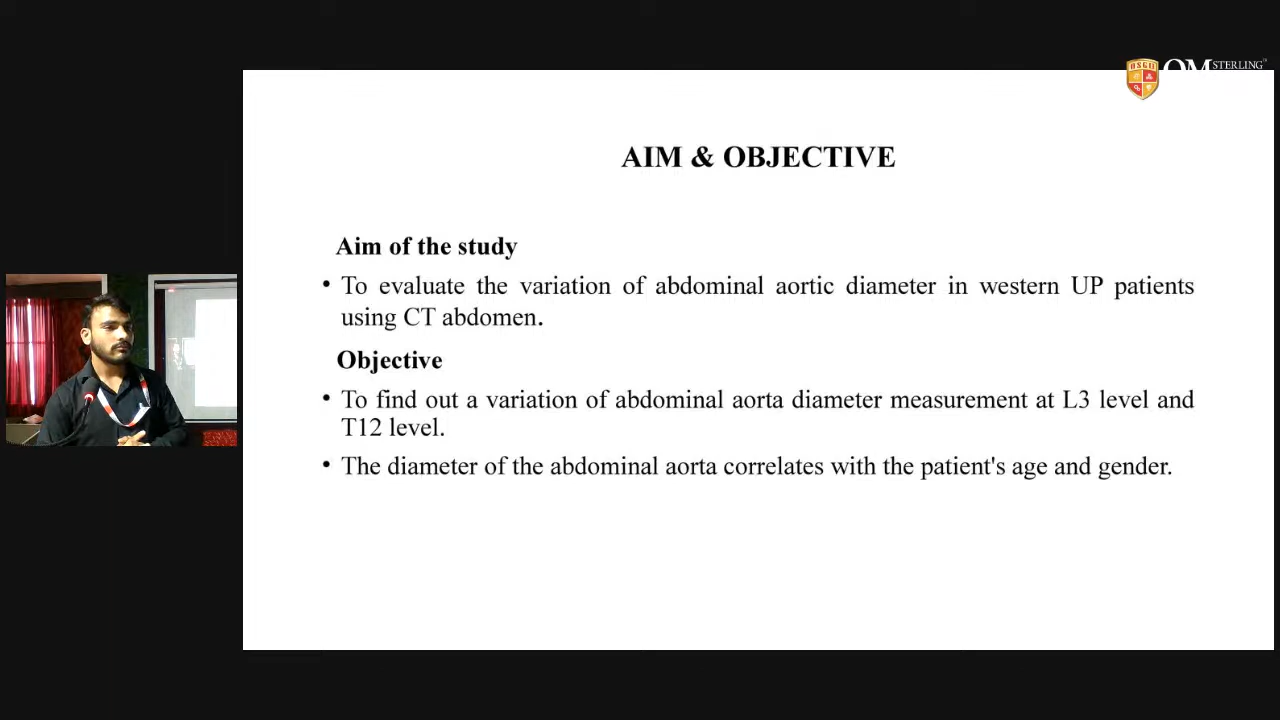 OM STERLING
AIM & OBJECTIVE
Aim of the study
• To evaluate the variation of abdominal aortic diameter in western UP patients
using CT abdomen.
Objective
• To find out a variation of abdominal aorta diameter measurement at L3 level and
T12 level.
• The diameter of the abdominal aorta correlates with the patient's age and gender.